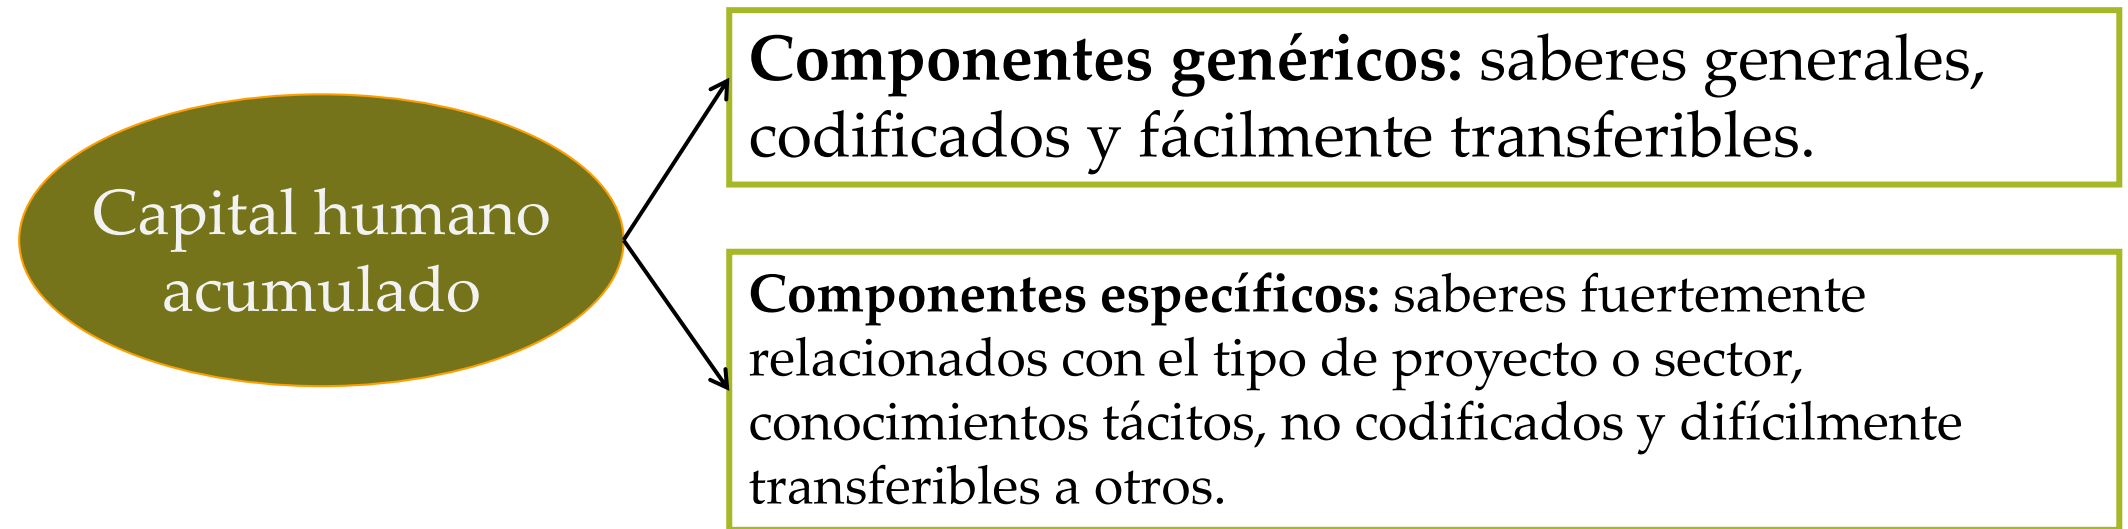 Capital humano
acumulado
Componentes genéricos: saberes generales,
codificados y fácilmente transferibles.
Componentes específicos: saberes fuertemente
relacionados con el tipo de proyecto o sector,
conocimientos tácitos, no codificados y difícilmente
transferibles a otros.